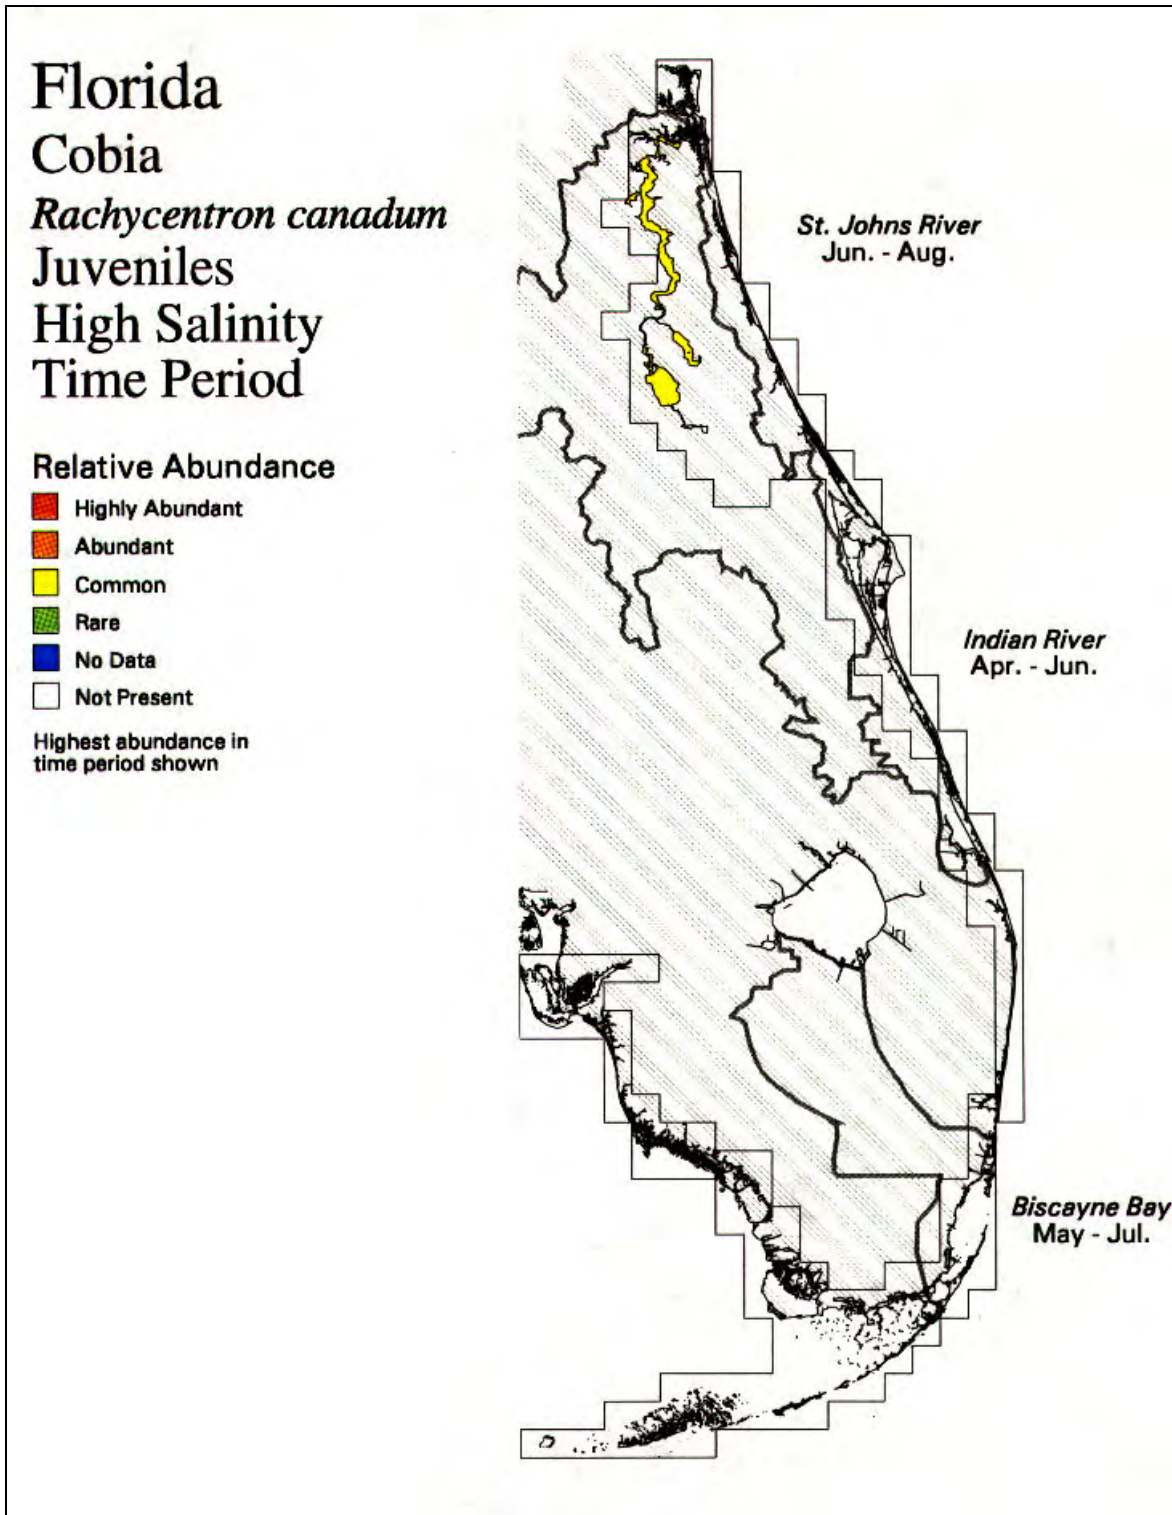 Florida
Cobia
Rachycentron canadum
Juveniles
High Salinity
Time Period
Relative Abundance
Highly Abundant
Abundant
Common
Rare
No Data
Not Present
Highest abundance in
time period shown
St. Johns River
Jun. - Aug.
Indian River
Apr. - Jun.
Biscayne Bay
May - Jul.